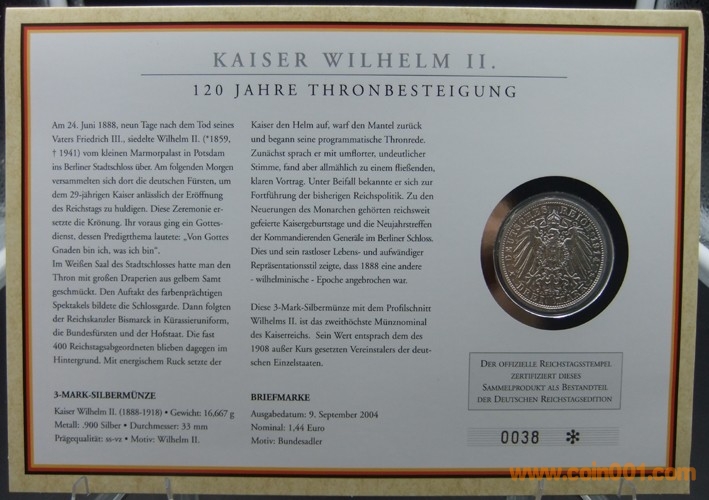 KAISER WILHELM II.
120 JAHRE THRONBESTEIGUNG
Am 24. Juni 1888, neun Tage nach dem Tod seines
Vaters Friedrich III., siedelte Wilhelm II. (*1859,
† 1941) vom kleinen Marmorpalast in Potsdam
ins Berliner Stadtschloss über. Am folgenden Morgen
versammelten sich dort die deutschen Fürsten, um
dem 29-jährigen Kaiser anlässlich der Eröffnung
des Reichstags zu huldigen. Diese Zeremonie er-
setzte die Krönung. Ihr voraus ging ein Gottes-
dienst, dessen Predigtthema lautete: „Von Gottes
Gnaden bin ich, was ich bin".
Im Weißen Saal des Stadtschlosses hatte man den
Thron mit großen Draperien aus gelbem Samt
geschmückt. Den Auftakt des farbenprächtigen
Spektakels bildete die Schlossgarde. Dann folgten
der Reichskanzler Bismarck in Kürassieruniform,
die Bundesfürsten und der Hofstaat. Die fast
400 Reichstagsabgeordneten blieben dagegen im
Hintergrund. Mit energischem Ruck setzte der
Kaiser den Helm auf, warf den Mantel zurück
und begann seine programmatische Thronrede.
Zunächst sprach er mit umflorter, undeutlicher
Stimme, fand aber allmählich zu einem fließenden,
klaren Vortrag. Unter Beifall bekannte er sich zur
Fortführung der bisherigen Reichspolitik. Zu den
Neuerungen des Monarchen gehörten reichsweit
gefeierte Kaisergeburtstage und die Neujahrstreffen
der Kommandierenden Generäle im Berliner Schloss.
Dies und sein rastloser Lebens- und aufwändiger
Repräsentationsstil zeigte, dass 1888 eine andere
- wilhelminische - Epoche angebrochen war.
Diese 3-Mark-Silbermünze mit dem Profilschnitt
Wilhelms II. ist das zweithöchste Münznominal
des Kaiserreichs. Sein Wert entsprach dem des
1908 außer Kurs gesetzten Vereinstalers der deut-
schen Einzelstaaten.
3-MARK-SILBERMÜNZE
Kaiser Wilhelm II. (1888-1918) • Gewicht: 16,667 g
Metall: .900 Silber • Durchmesser: 33 mm
Prägequalität: ss-vz • Motiv: Wilhelm II.
BRIEFMARKE
Ausgabedatum: 9. September 2004
Nominal: 1,44 Euro
Motiv: Bundesadler
DEUTSCHES REICH
DREI MARK
DER OFFIZIELLE REICHSTAGSSTEMPEL
ZERTIFIZIERT DIESES
SAMMELPRODUKT ALS BESTANDTEIL
DER DEUTSCHEN REICHSTAGSEDITION
0038 ✻
www.coin001.com